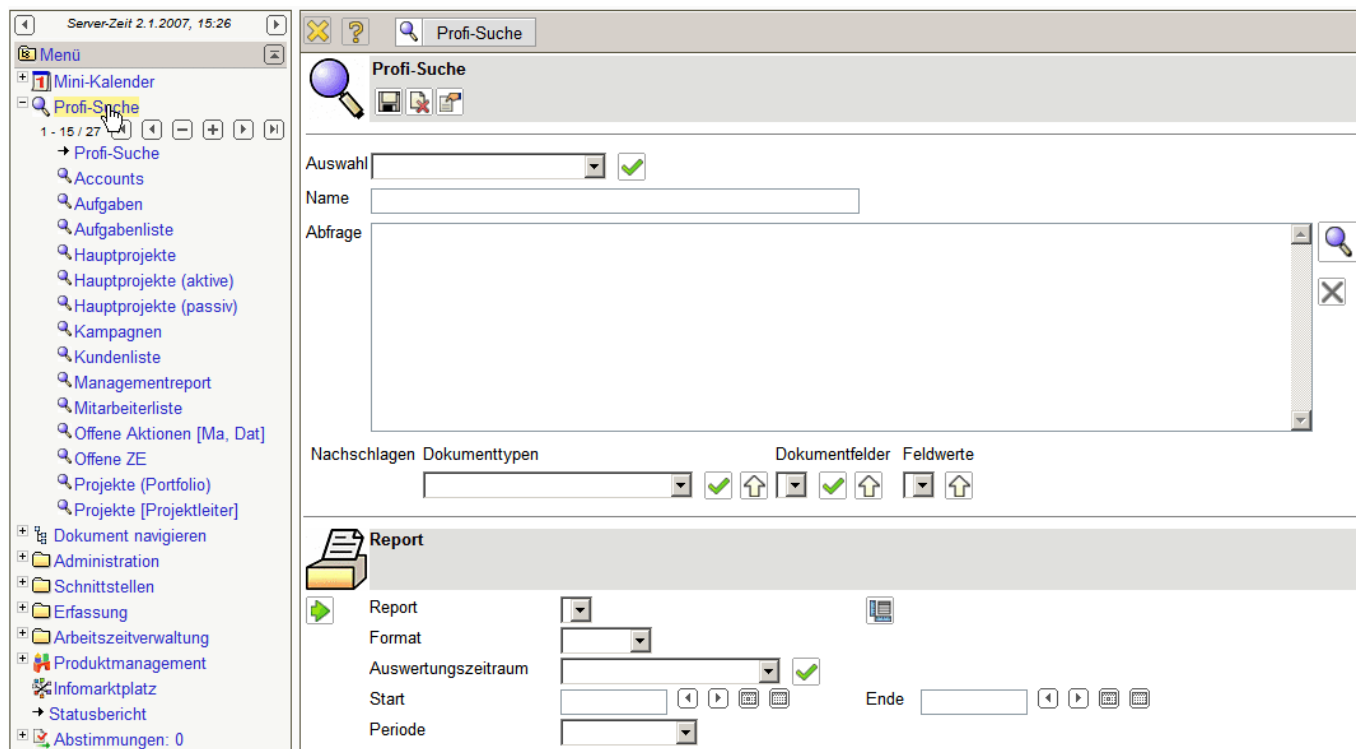 Server-Zeit 2.1.2007, 15:26
Menü
Mini-Kalender
Profi-Suche
1 - 15 / 27
Profi-Suche
Accounts
Aufgaben
Aufgabenliste
Hauptprojekte
Hauptprojekte (aktive)
Hauptprojekte (passiv)
Kampagnen
Kundenliste
Managementreport
Mitarbeiterliste
Offene Aktionen [Ma, Dat]
Offene ZE
Projekte (Portfolio)
Projekte [Projektleiter]
Dokument navigieren
Administration
Schnittstellen
Erfassung
Arbeitszeitverwaltung
Produktmanagement
Infomarktplatz
Statusbericht
Abstimmungen: 0
Profi-Suche
Profi-Suche
Auswahl
Name
Abfrage
Nachschlagen Dokumenttypen Dokumentfelder Feldwerte
Report
Report
Format
Auswertungszeitraum
Start Ende
Periode